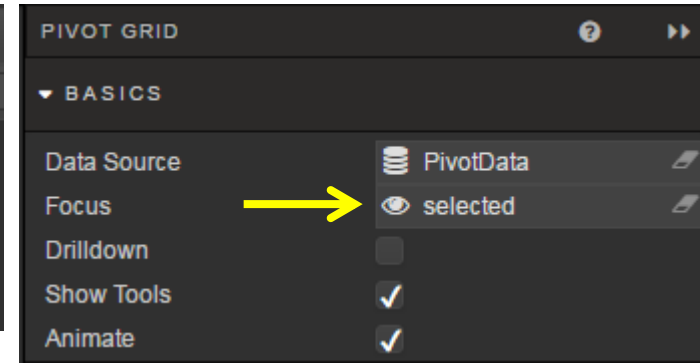 PIVOT GRID
BASICS
Data Source PivotData
Focus selected
Drilldown
Show Tools
Animate